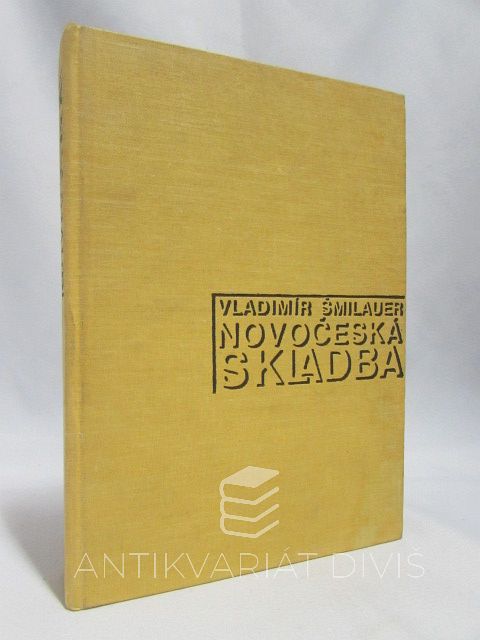 VLADIMÍR ŠMILAUER
NOVOČESKÁ
SKLADBA
ANTIKVARIÁT DIVIŠ